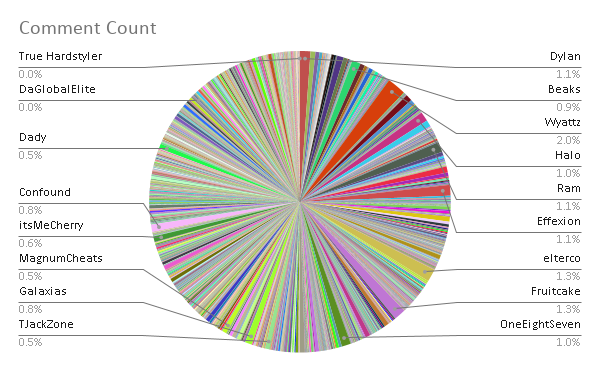 Comment Count
True Hardstyler
0.0%
DaGlobalElite
0.0%
Dady
0.5%
Confound
0.8%
itsMeCherry
0.6%
MagnumCheats
0.5%
Galaxias
0.8%
TJackZone
0.5%
Dylan
1.1%
Beaks
0.9%
Wyattz
2.0%
Halo
1.0%
Ram
1.1%
Effexion
1.1%
elterco
1.3%
Fruitcake
1.3%
OneEightSeven
1.0%